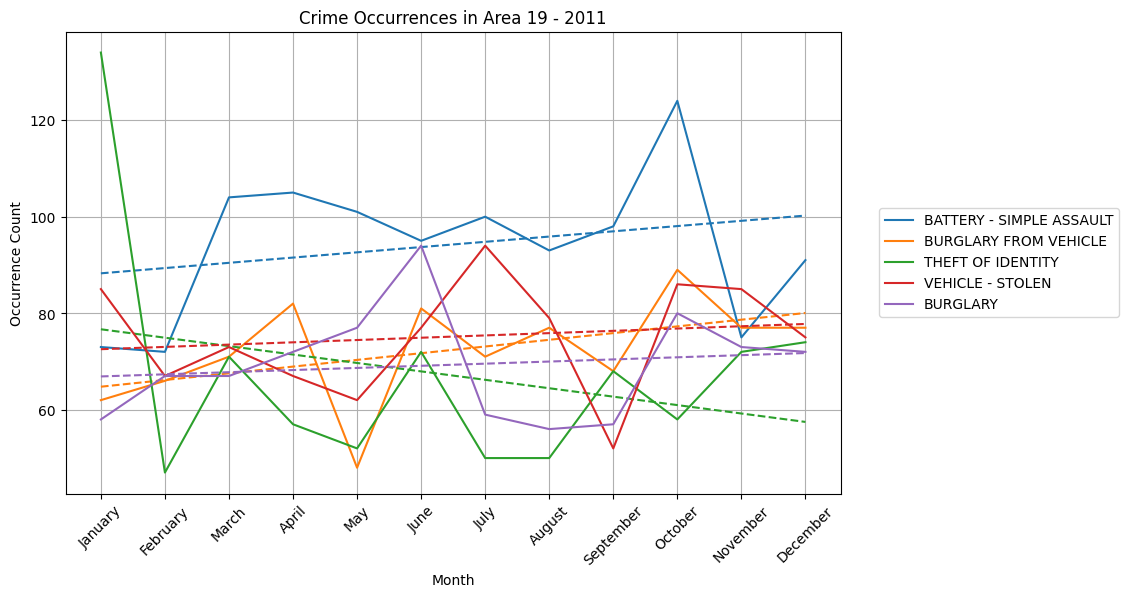 Crime Occurrences in Area 19 - 2011
Occurrence Count
120
100
80
60
January
February
March
April
May
June
July
August
September
October
November
December
Month
BATTERY - SIMPLE ASSAULT
BURGLARY FROM VEHICLE
THEFT OF IDENTITY
VEHICLE - STOLEN
BURGLARY